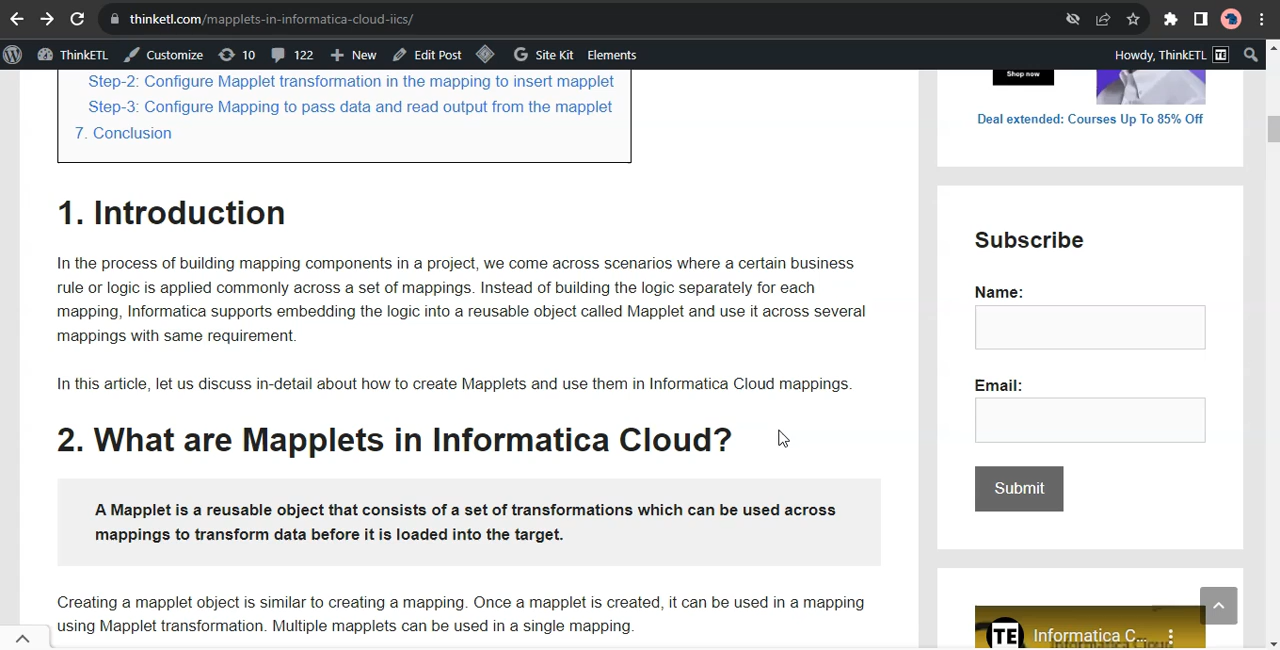 thinketl.com/mapplets-in-informatica-cloud-iics/
ThinkETL Customize 10 122 New Edit Post Site Kit Elements Howdy, ThinkETL TE
Step-2: Configure Mapplet transformation in the mapping to insert mapplet
Step-3: Configure Mapping to pass data and read output from the mapplet
7. Conclusion
1. Introduction
In the process of building mapping components in a project, we come across scenarios where a certain business
rule or logic is applied commonly across a set of mappings. Instead of building the logic separately for each
mapping, Informatica supports embedding the logic into a reusable object called Mapplet and use it across several
mappings with same requirement.
In this article, let us discuss in-detail about how to create Mapplets and use them in Informatica Cloud mappings.
2. What are Mapplets in Informatica Cloud?
A Mapplet is a reusable object that consists of a set of transformations which can be used across
mappings to transform data before it is loaded into the target.
Creating a mapplet object is similar to creating a mapping. Once a mapplet is created, it can be used in a mapping
using Mapplet transformation. Multiple mapplets can be used in a single mapping.
Shop now
Deal extended: Courses Up To 85% Off
Subscribe
Name:
Email:
Submit
TE Informatica C...
Informatica Cloud